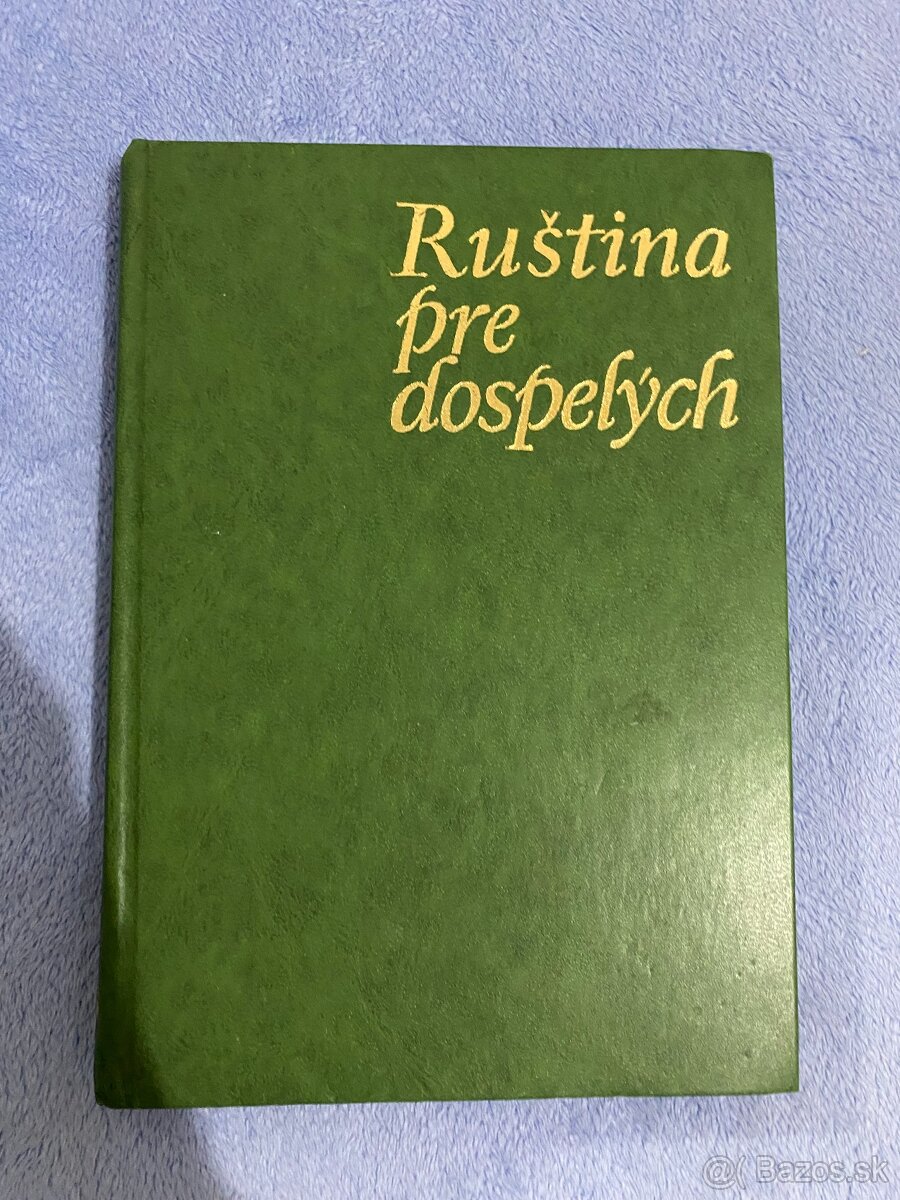 Ruština
pre
dospelých
@( Bazos.sk